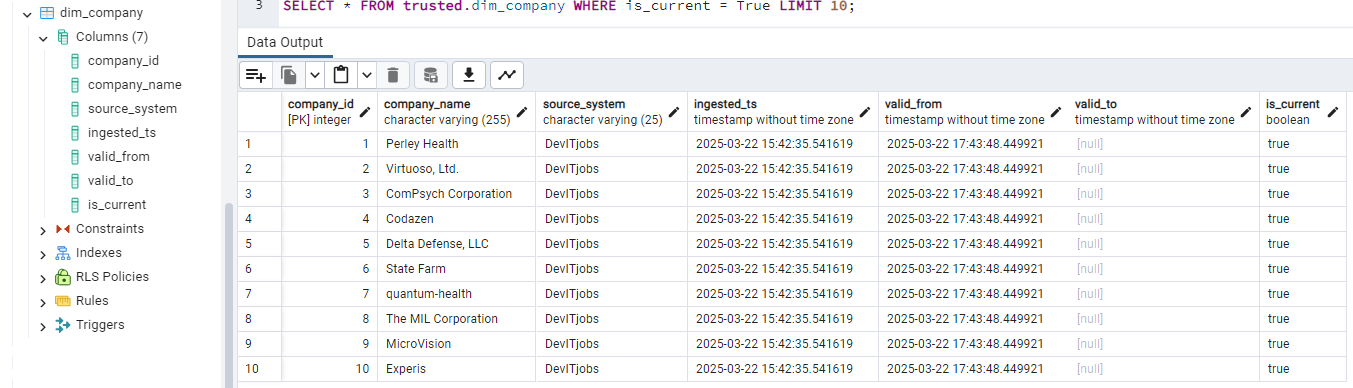 dim_company
Columns (7)
company_id
company_name
source_system
ingested_ts
valid_from
valid_to
is_current
Constraints
Indexes
RLS Policies
Rules
Triggers
3 SELECT * FROM trusted.dim_company WHERE is_current = True LIMIT 10;
Data Output
company_id company_name source_system ingested_ts valid_from valid_to is_current
[PK] integer character varying (255) character varying (25) timestamp without time zone timestamp without time zone timestamp without time zone boolean
1 1 Perley Health DevITjobs 2025-03-22 15:42:35.541619 2025-03-22 17:43:48.449921 [null] true
2 2 Virtuoso, Ltd. DevITjobs 2025-03-22 15:42:35.541619 2025-03-22 17:43:48.449921 [null] true
3 3 ComPsych Corporation DevITjobs 2025-03-22 15:42:35.541619 2025-03-22 17:43:48.449921 [null] true
4 4 Codazen DevITjobs 2025-03-22 15:42:35.541619 2025-03-22 17:43:48.449921 [null] true
5 5 Delta Defense, LLC DevITjobs 2025-03-22 15:42:35.541619 2025-03-22 17:43:48.449921 [null] true
6 6 State Farm DevITjobs 2025-03-22 15:42:35.541619 2025-03-22 17:43:48.449921 [null] true
7 7 quantum-health DevITjobs 2025-03-22 15:42:35.541619 2025-03-22 17:43:48.449921 [null] true
8 8 The MIL Corporation DevITjobs 2025-03-22 15:42:35.541619 2025-03-22 17:43:48.449921 [null] true
9 9 MicroVision DevITjobs 2025-03-22 15:42:35.541619 2025-03-22 17:43:48.449921 [null] true
10 10 Experis DevITjobs 2025-03-22 15:42:35.541619 2025-03-22 17:43:48.449921 [null] true